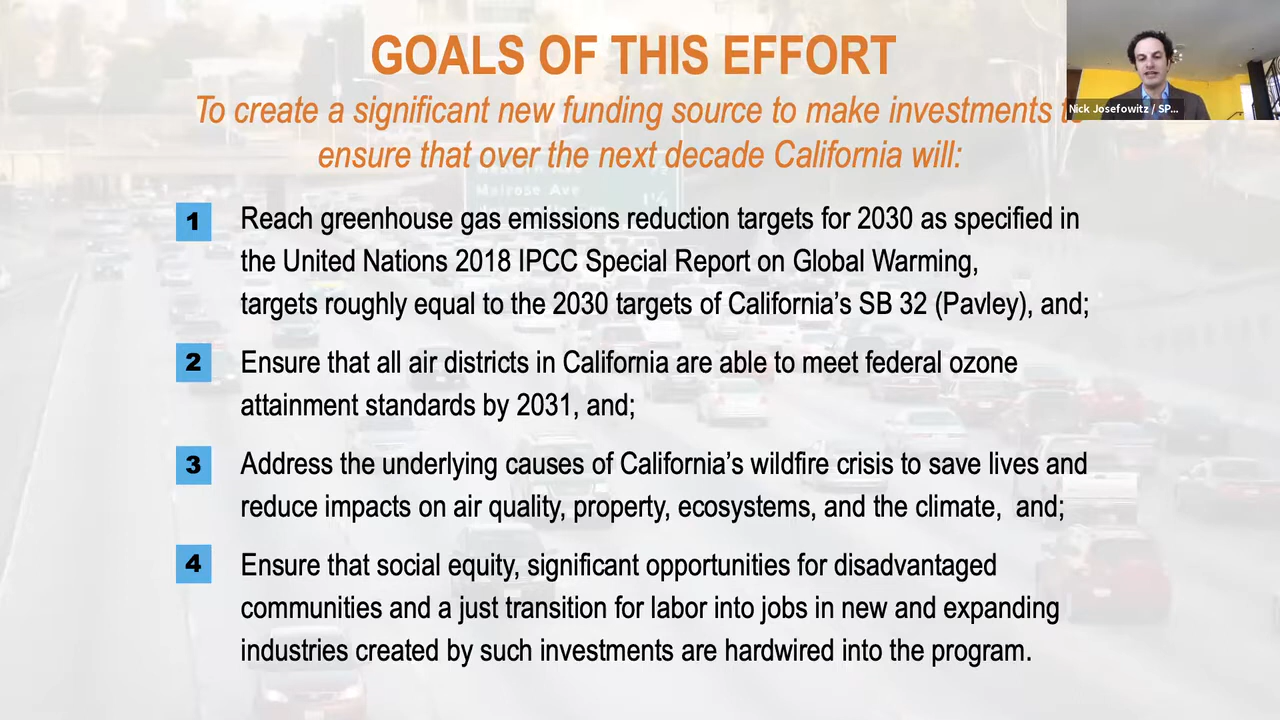 GOALS OF THIS EFFORT
To create a significant new funding source to make investments
Nick Josefowitz / SP...
ensure that over the next decade California will:
Melrose Ave
1 Reach greenhouse gas emissions reduction targets for 2030 as specified in
the United Nations 2018 IPCC Special Report on Global Warming,
targets roughly equal to the 2030 targets of California’s SB 32 (Pavley), and;
2 Ensure that all air districts in California are able to meet federal ozone
attainment standards by 2031, and;
3 Address the underlying causes of California’s wildfire crisis to save lives and
reduce impacts on air quality, property, ecosystems, and the climate,  and;
4 Ensure that social equity, significant opportunities for disadvantaged
communities and a just transition for labor into jobs in new and expanding
industries created by such investments are hardwired into the program.